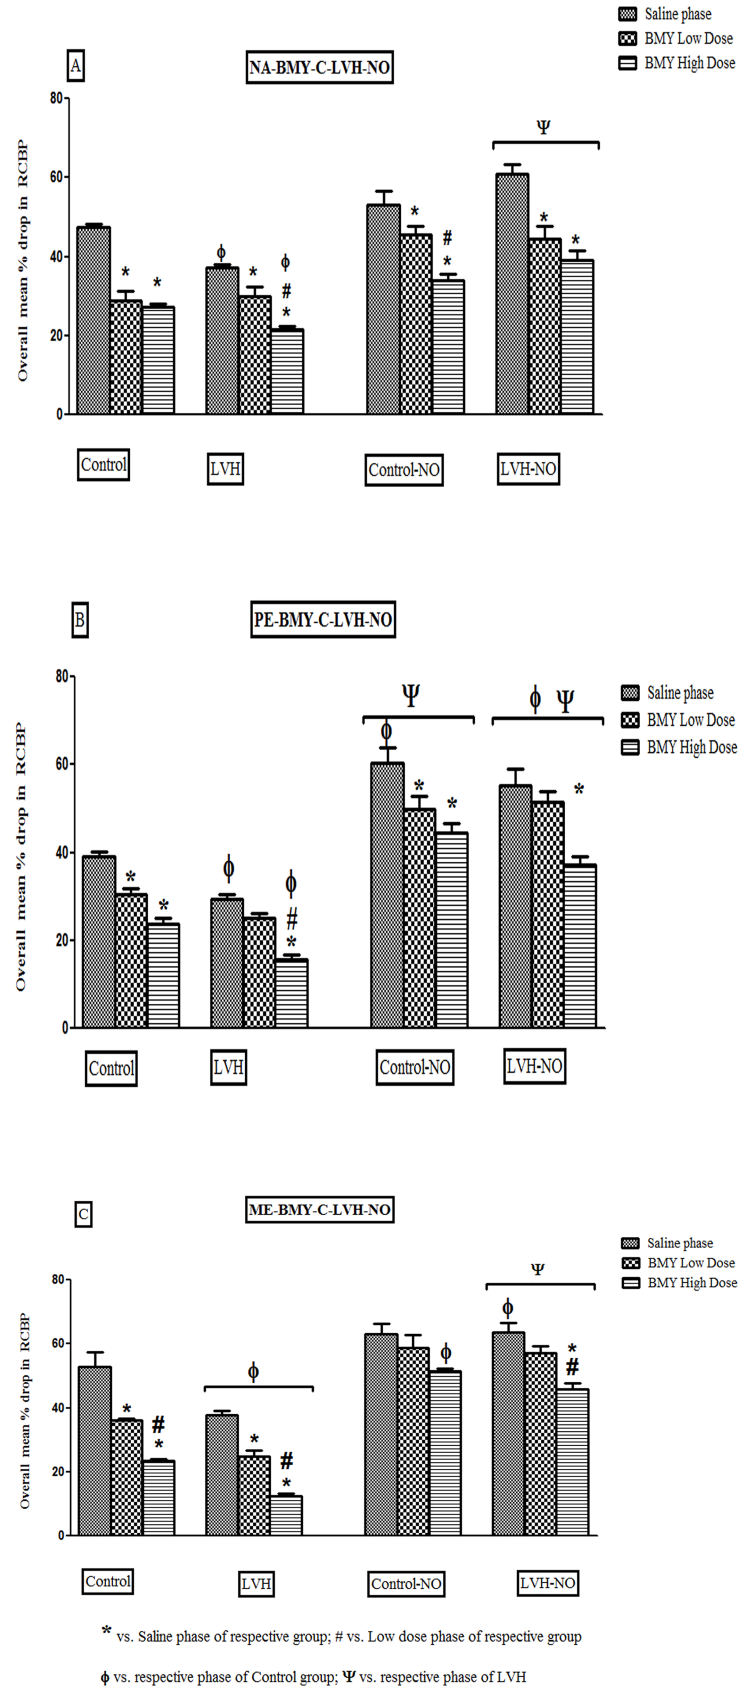 Saline phase
BMY Low Dose
BMY High Dose
A
NA-BMY-C-LVH-NO
Overall mean % drop in RCBP
80
60
40
20
0
* * ϕ * ϕ # * * # * Ψ * *
Control LVH Control-NO LVH-NO
B
PE-BMY-C-LVH-NO
Saline phase
BMY Low Dose
BMY High Dose
Overall mean % drop in RCBP
80
60
40
20
0
* * ϕ ϕ # * Ψ ϕ * * ϕ Ψ *
Control LVH Control-NO LVH-NO
C
ME-BMY-C-LVH-NO
Saline phase
BMY Low Dose
BMY High Dose
Overall mean % drop in RCBP
80
60
40
20
0
* # * ϕ * # * ϕ Ψ ϕ * #
Control LVH Control-NO LVH-NO
* vs. Saline phase of respective group; # vs. Low dose phase of respective group
ϕ vs. respective phase of Control group; Ψ vs. respective phase of LVH